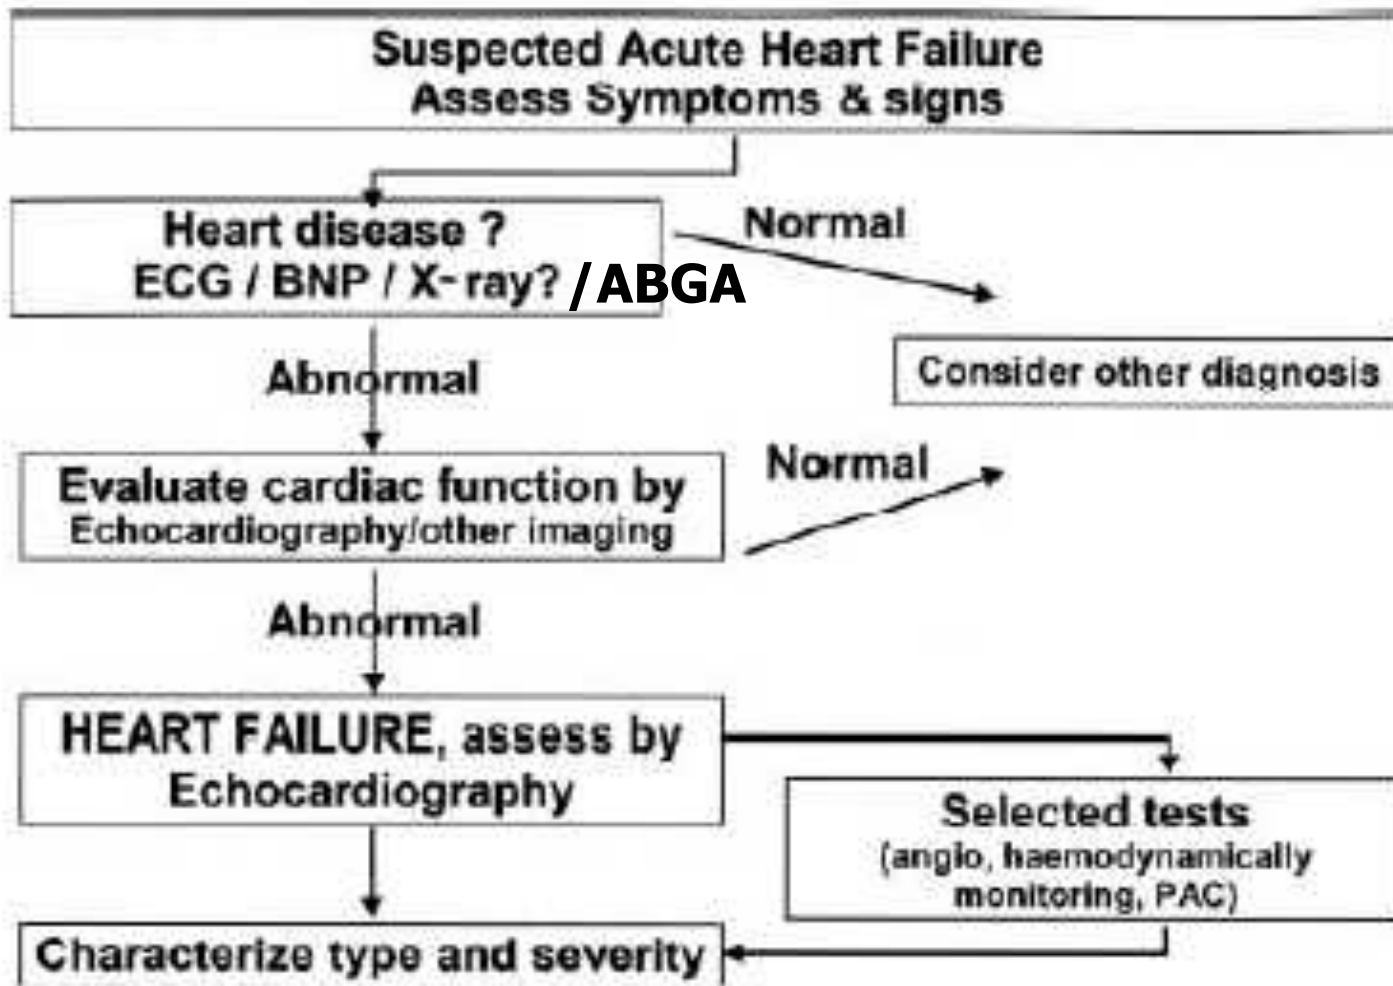 Suspected Acute Heart Failure
Assess Symptoms & signs
Heart disease ?
ECG / BNP / X- ray? /ABGA
Normal
Abnormal
Consider other diagnosis
Evaluate cardiac function by
Echocardiography/other imaging
Normal
Abnormal
HEART FAILURE, assess by
Echocardiography
Selected tests
(angio, haemodynamically
monitoring, PAC)
Characterize type and severity